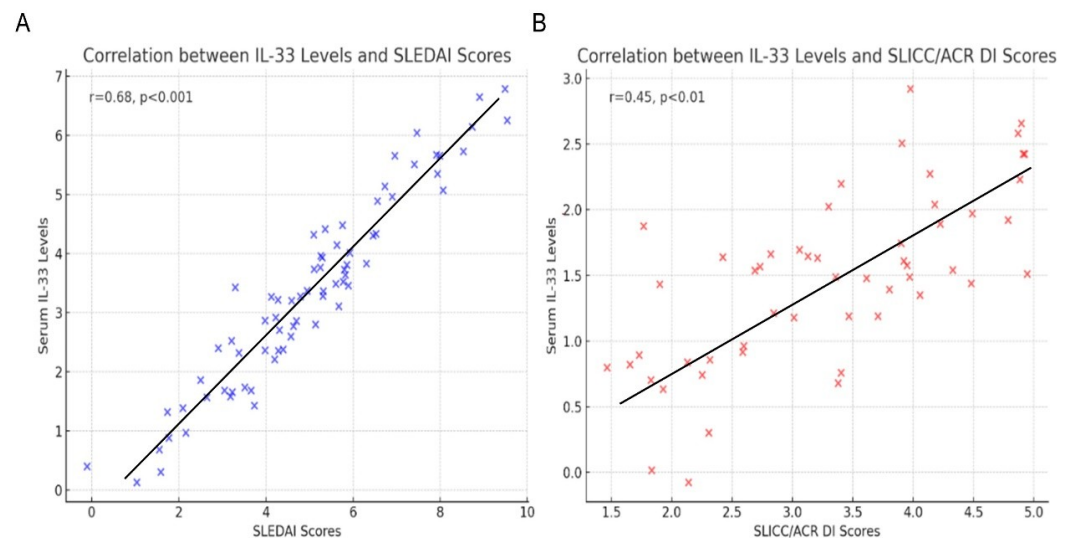 A
B
Correlation between IL-33 Levels and SLEDAI Scores
r=0.68, p<0.001
Serum IL-33 Levels
7
6
5
4
3
2
1
0
0 2 4 6 8 10
SLEDAI Scores
Correlation between IL-33 Levels and SLICC/ACR DI Scores
r=0.45, p<0.01
Serum IL-33 Levels
3.0
2.5
2.0
1.5
1.0
0.5
0.0
1.5 2.0 2.5 3.0 3.5 4.0 4.5 5.0
SLICC/ACR DI Scores